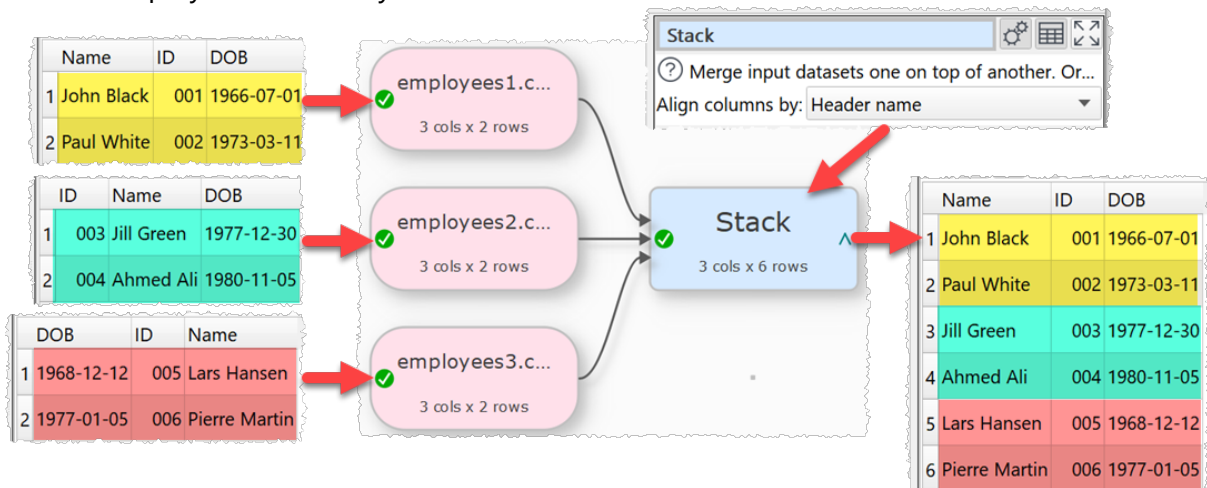 Name ID DOB
1 John Black 001 1966-07-01
2 Paul White 002 1973-03-11
ID Name DOB
1 003 Jill Green 1977-12-30
2 004 Ahmed Ali 1980-11-05
DOB ID Name
1 1968-12-12 005 Lars Hansen
2 1977-01-05 006 Pierre Martin
employees1.c...
3 cols x 2 rows
employees2.c...
3 cols x 2 rows
employees3.c...
3 cols x 2 rows
Stack
Merge input datasets one on top of another. Or...
Align columns by: Header name
Stack
3 cols x 6 rows
Name ID DOB
1 John Black 001 1966-07-01
2 Paul White 002 1973-03-11
3 Jill Green 003 1977-12-30
4 Ahmed Ali 004 1980-11-05
5 Lars Hansen 005 1968-12-12
6 Pierre Martin 006 1977-01-05